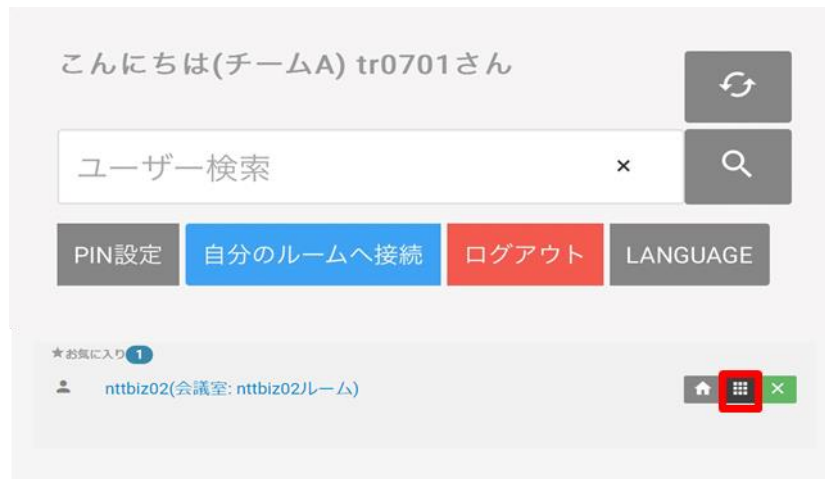 こんにちは(チームA) tr0701さん
ユーザー検索
PIN設定 自分のルームへ接続 ログアウト LANGUAGE
★お気に入り 1
nttbiz02(会議室: nttbiz02ルーム)